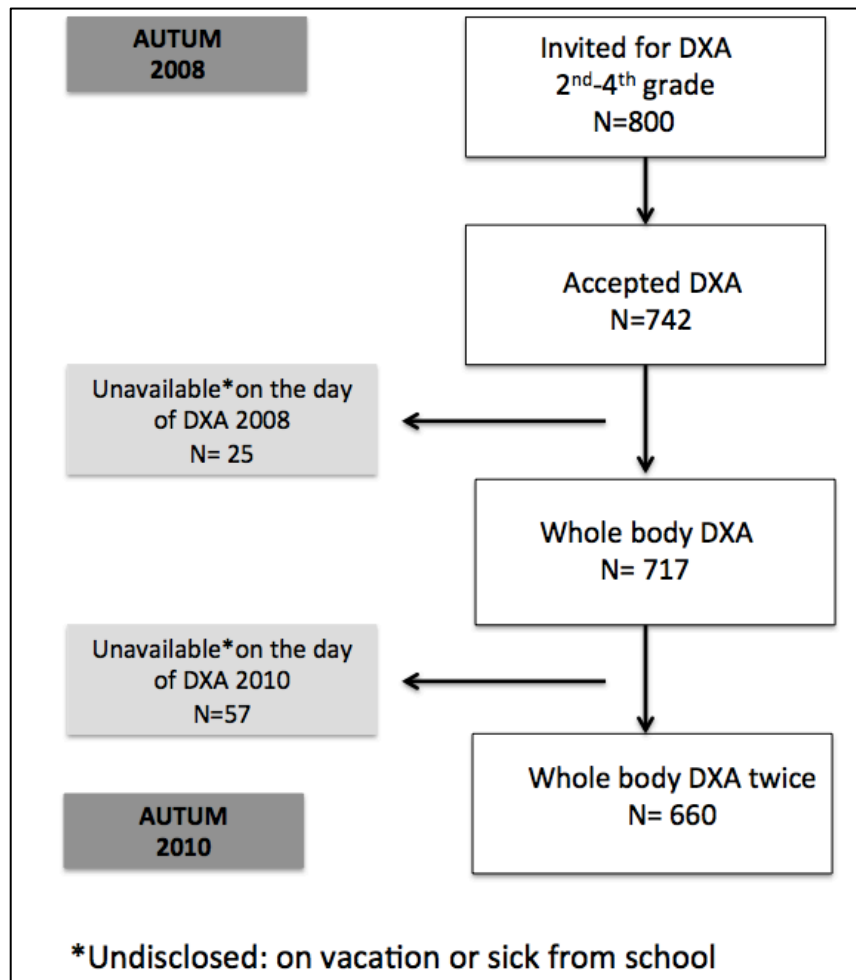 AUTUM
2008
Invited for DXA
2nd-4th grade
N=800
Accepted DXA
N=742
Unavailable*on the day
of DXA 2008
N= 25
Whole body DXA
N= 717
Unavailable*on the day
of DXA 2010
N=57
Whole body DXA twice
N= 660
AUTUM
2010
*Undisclosed: on vacation or sick from school